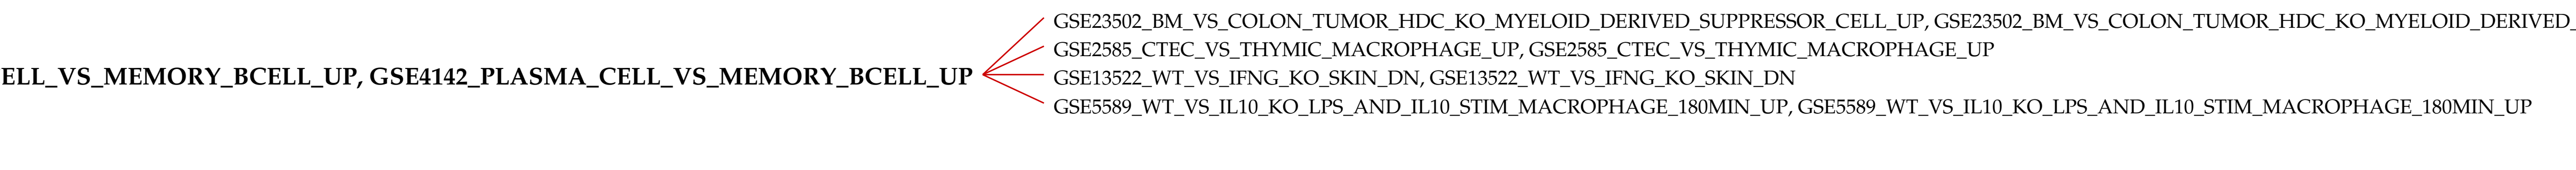 GSE23502_BM_VS_COLON_TUMOR_HDC_KO_MYELOID_DERIVED_SUPPRESSOR_CELL_UP, GSE23502_BM_VS_COLON_TUMOR_HDC_KO_MYELOID_DERIVED_
GSE2585_CTEC_VS_THYMIC_MACROPHAGE_UP, GSE2585_CTEC_VS_THYMIC_MACROPHAGE_UP
ELL_VS_MEMORY_BCELL_UP, GSE4142_PLASMA_CELL_VS_MEMORY_BCELL_UP
GSE13522_WT_VS_IFNG_KO_SKIN_DN, GSE13522_WT_VS_IFNG_KO_SKIN_DN
GSE5589_WT_VS_IL10_KO_LPS_AND_IL10_STIM_MACROPHAGE_180MIN_UP, GSE5589_WT_VS_IL10_KO_LPS_AND_IL10_STIM_MACROPHAGE_180MIN_UP